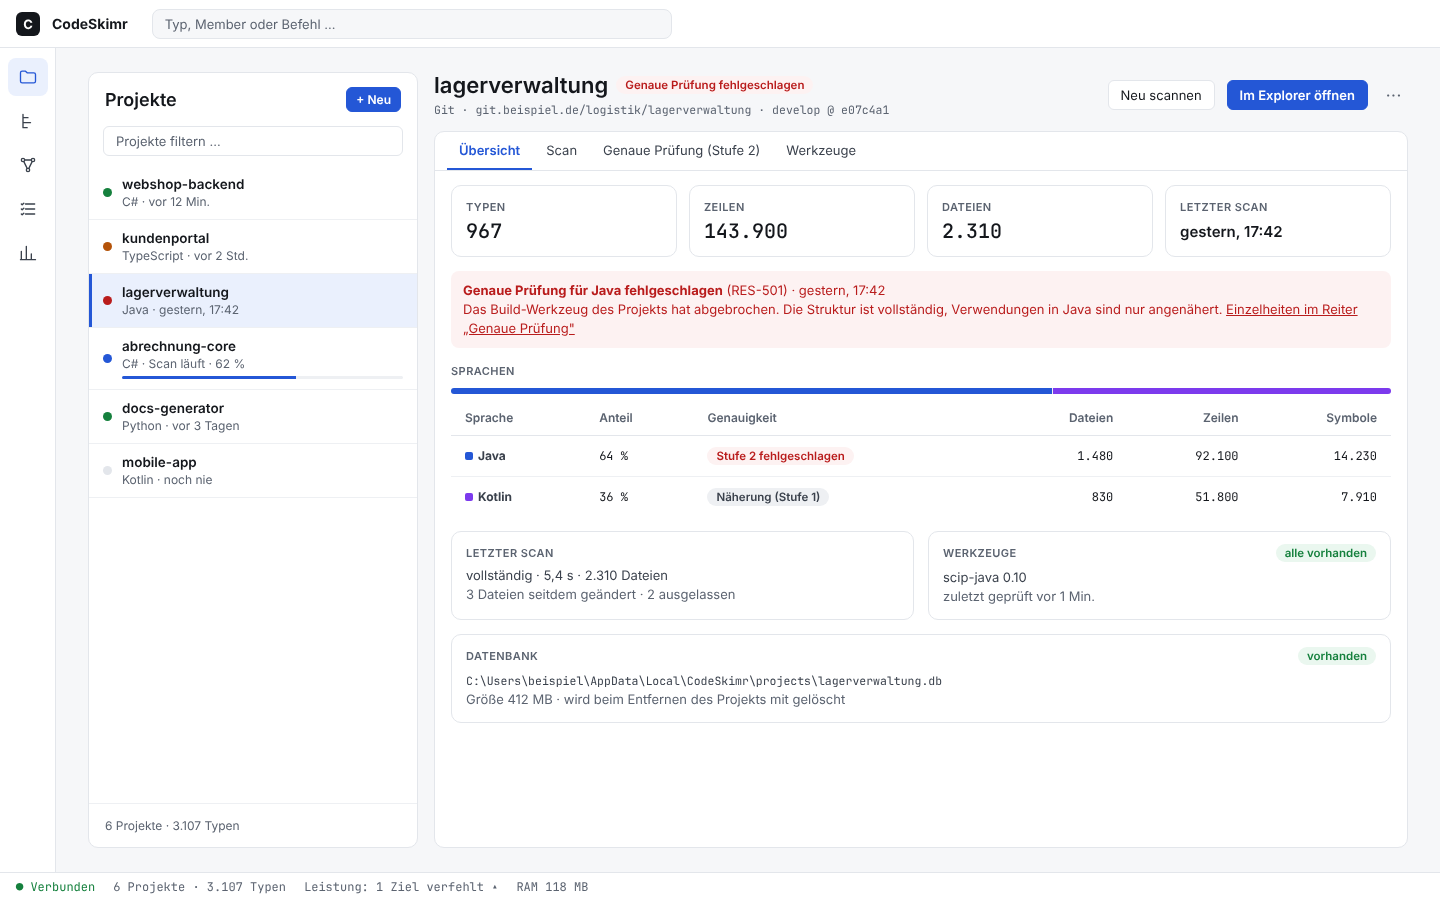 C CodeSkimr
Typ, Member oder Befehl ...
Projekte
+ Neu
Projekte filtern ...
webshop-backend
C# · vor 12 Min.
kundenportal
TypeScript · vor 2 Std.
lagerverwaltung
Java · gestern, 17:42
abrechnung-core
C# · Scan läuft · 62 %
docs-generator
Python · vor 3 Tagen
mobile-app
Kotlin · noch nie
6 Projekte · 3.107 Typen
lagerverwaltung Genaue Prüfung fehlgeschlagen
Git · git.beispiel.de/logistik/lagerverwaltung · develop @ e07c4a1
Neu scannen
Im Explorer öffnen
...
Übersicht Scan Genaue Prüfung (Stufe 2) Werkzeuge
TYPEN
967
ZEILEN
143.900
DATEIEN
2.310
LETZTER SCAN
gestern, 17:42
Genaue Prüfung für Java fehlgeschlagen (RES-501) · gestern, 17:42
Das Build-Werkzeug des Projekts hat abgebrochen. Die Struktur ist vollständig, Verwendungen in Java sind nur angenähert. Einzelheiten im Reiter
„Genaue Prüfung"
SPRACHEN
Sprache Anteil Genauigkeit Dateien Zeilen Symbole
Java 64 % Stufe 2 fehlgeschlagen 1.480 92.100 14.230
Kotlin 36 % Näherung (Stufe 1) 830 51.800 7.910
LETZTER SCAN
vollständig · 5,4 s · 2.310 Dateien
3 Dateien seitdem geändert · 2 ausgelassen
WERKZEUGE alle vorhanden
scip-java 0.10
zuletzt geprüft vor 1 Min.
DATENBANK vorhanden
C:\Users\beispiel\AppData\Local\CodeSkimr\projects\lagerverwaltung.db
Größe 412 MB · wird beim Entfernen des Projekts mit gelöscht
Verbunden 6 Projekte · 3.107 Typen Leistung: 1 Ziel verfehlt ▴ RAM 118 MB